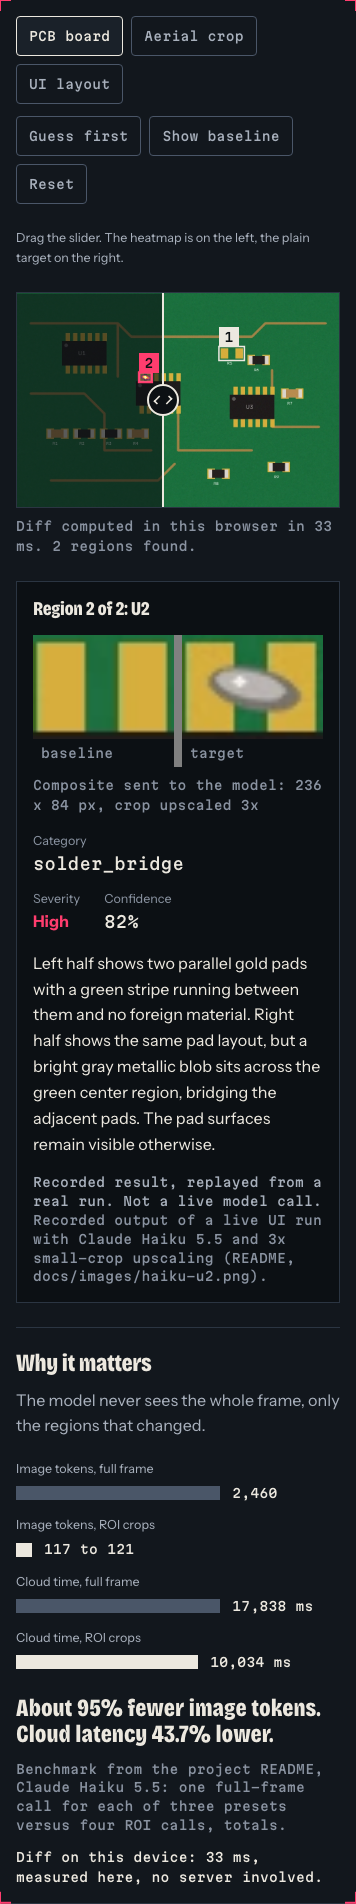 PCB board
Aerial crop
UI layout
Guess first
Show baseline
Reset
Drag the slider. The heatmap is on the left, the plain
target on the right.
1
2
U3
Diff computed in this browser in 33
ms. 2 regions found.
Region 2 of 2: U2
baseline
target
Composite sent to the model: 236
x 84 px, crop upscaled 3x
Category
solder_bridge
Severity
Confidence
High
82%
Left half shows two parallel gold pads
with a green stripe running between
them and no foreign material. Right
half shows the same pad layout, but a
bright gray metallic blob sits across the
green center region, bridging the
adjacent pads. The pad surfaces
remain visible otherwise.
Recorded result, replayed from a
real run. Not a live model call.
Recorded output of a live UI run
with Claude Haiku 5.5 and 3x
small-crop upscaling (README,
docs/images/haiku-u2.png).
Why it matters
The model never sees the whole frame, only
the regions that changed.
Image tokens, full frame
2,460
Image tokens, ROI crops
117 to 121
Cloud time, full frame
17,838 ms
Cloud time, ROI crops
10,034 ms
About 95% fewer image tokens.
Cloud latency 43.7% lower.
Benchmark from the project README,
Claude Haiku 5.5: one full-frame
call for each of three presets
versus four ROI calls, totals.
Diff on this device: 33 ms,
measured here, no server involved.